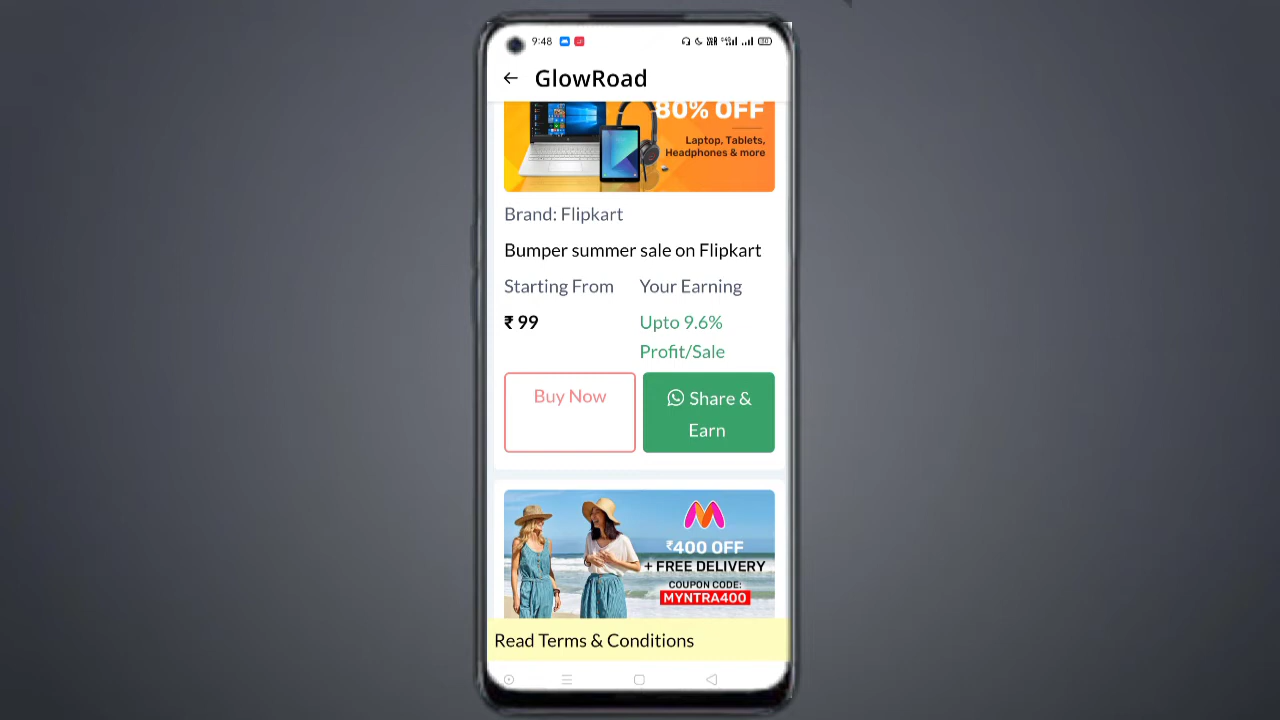 9:48
GlowRoad
80% OFF
Laptop, Tablets,
Headphones & more
Brand: Flipkart
Bumper summer sale on Flipkart
Starting From
Your Earning
₹ 99
Upto 9.6%
Profit/Sale
Buy Now
Share &
Earn
₹400 OFF
+ FREE DELIVERY
COUPON CODE:
MYNTRA400
Read Terms & Conditions